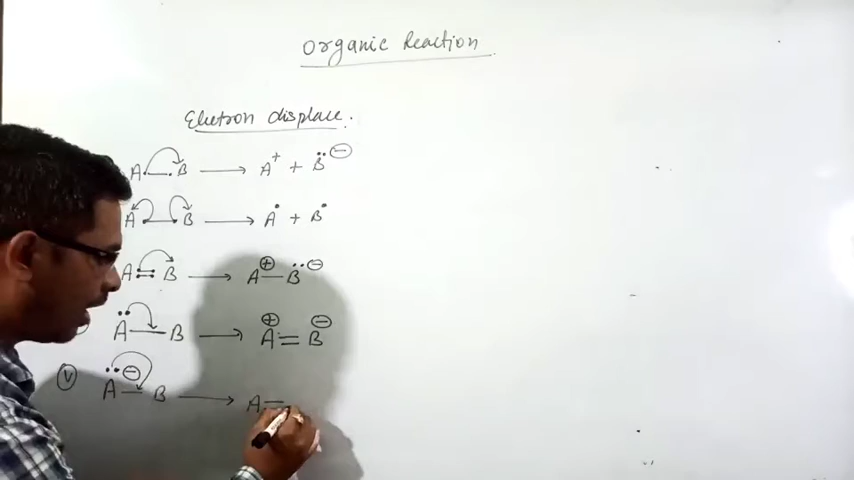 Organic Reaction
Electron displace.
A–B → A⁺ + B̈ ⊖
A–B → A• + B•
A=B → A⊕–B̈ ⊖
Ä–B → A⊕=B⊖
(v) Ä⊖–B → A=